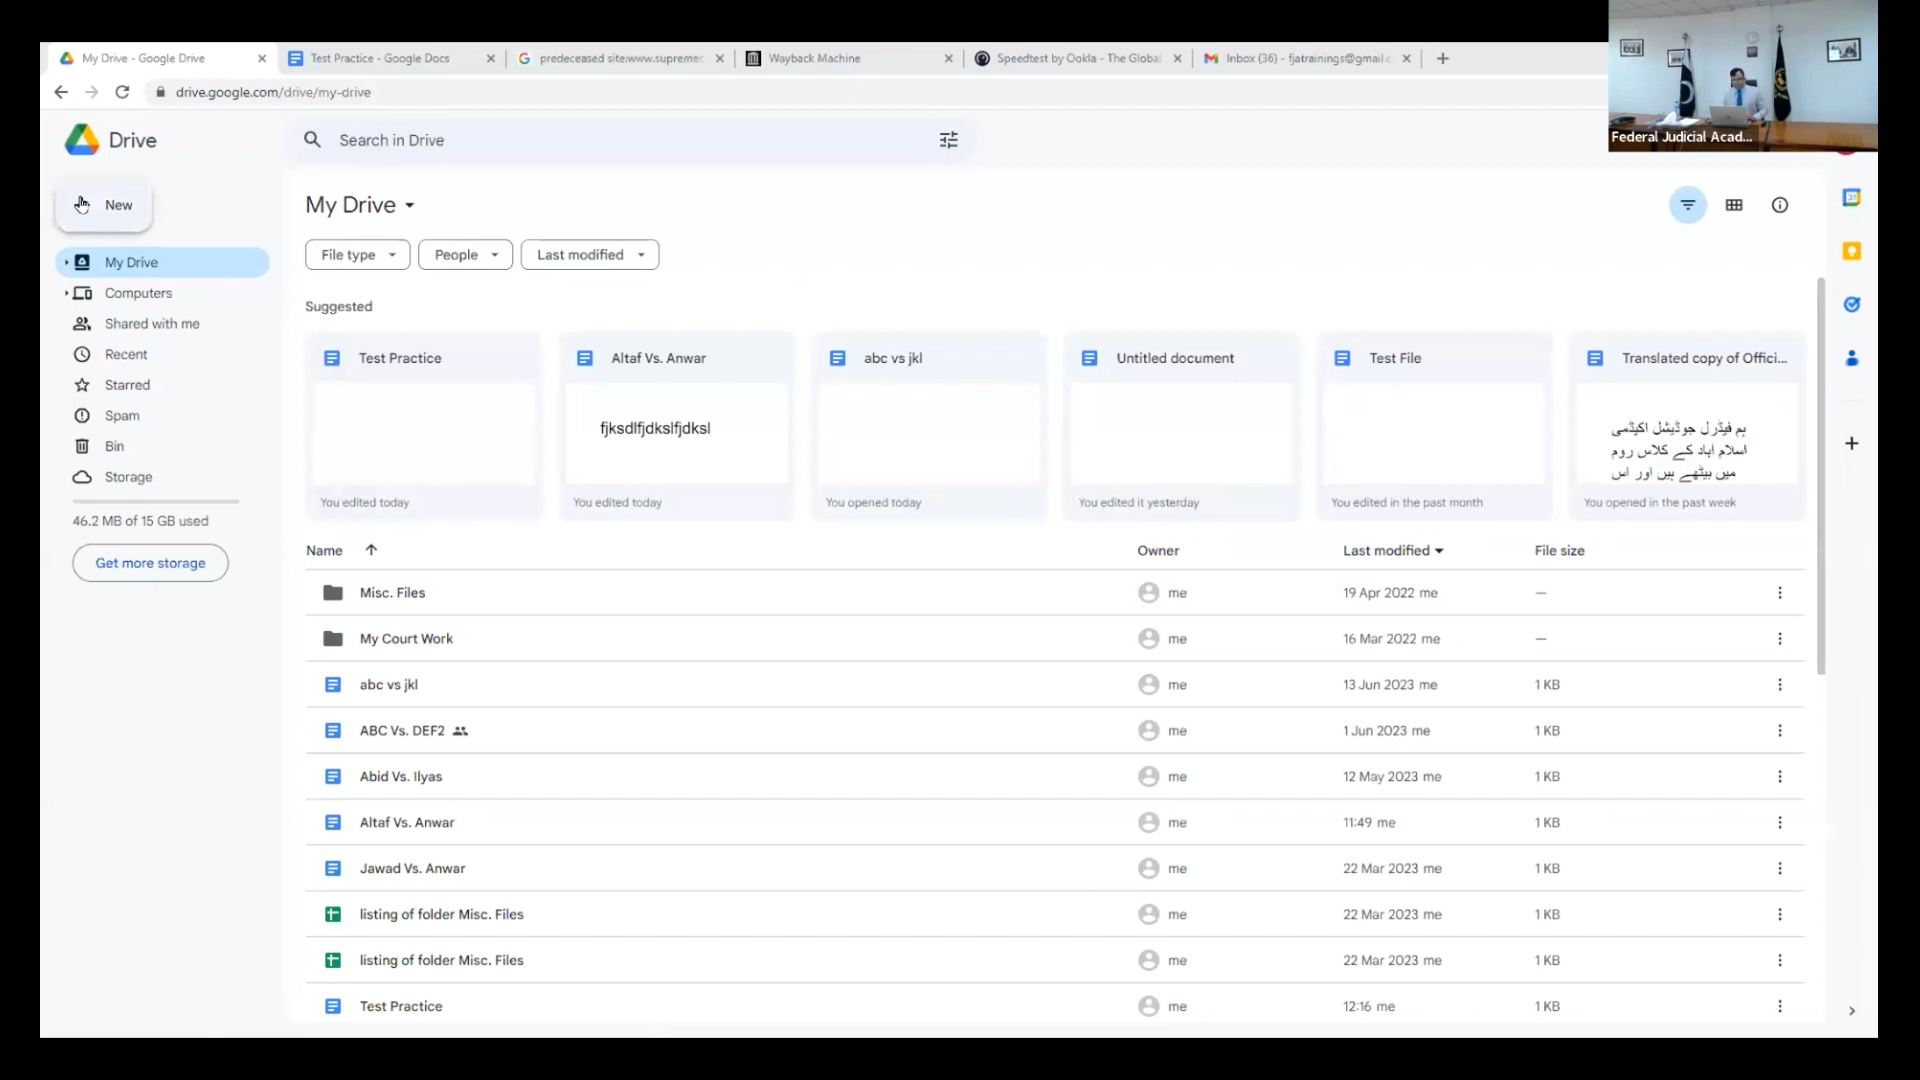 My Drive - Google Drive
Test Practice - Google Docs
predeceased site:www.supremec
Wayback Machine
Speedtest by Ookla - The Global
Inbox (36) - fjatrainings@gmail.c
drive.google.com/drive/my-drive
Federal Judicial Acad...
Drive
Search in Drive
New
My Drive
Computers
Shared with me
Recent
Starred
Spam
Bin
Storage
46.2 MB of 15 GB used
Get more storage
My Drive
File type
People
Last modified
Suggested
Test Practice
You edited today
Altaf Vs. Anwar
fjksdlfjdkslfjdksl
You edited today
abc vs jkl
You opened today
Untitled document
You edited it yesterday
Test File
You edited in the past month
Translated copy of Offici...
ہم فیڈرل جوڈیشل اکیڈمی
اسلام آباد کے کلاس روم
میں بیٹھے ہیں اور اس
You opened in the past week
Name Owner Last modified File size
Misc. Files me 19 Apr 2022 me —
My Court Work me 16 Mar 2022 me —
abc vs jkl me 13 Jun 2023 me 1 KB
ABC Vs. DEF2 me 1 Jun 2023 me 1 KB
Abid Vs. Ilyas me 12 May 2023 me 1 KB
Altaf Vs. Anwar me 11:49 me 1 KB
Jawad Vs. Anwar me 22 Mar 2023 me 1 KB
listing of folder Misc. Files me 22 Mar 2023 me 1 KB
listing of folder Misc. Files me 22 Mar 2023 me 1 KB
Test Practice me 12:16 me 1 KB
31